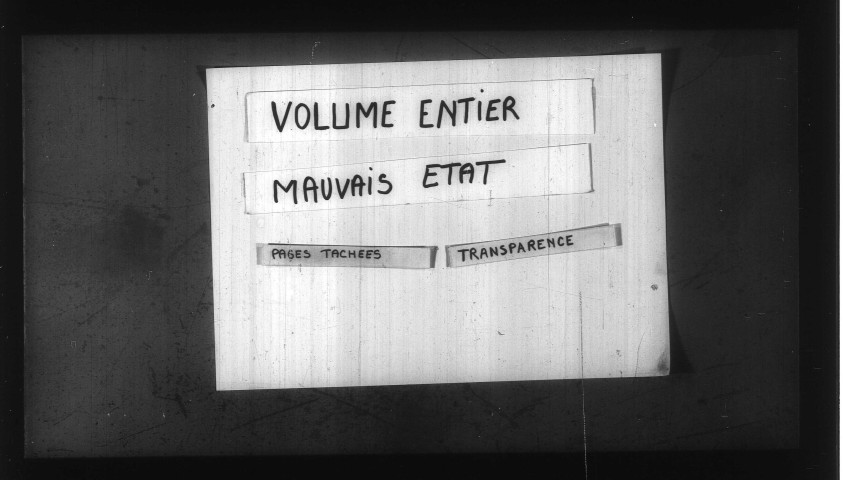 VOLUME ENTiER
MAUVAiS ETAT
PAGES TACHEES
TRANSPARENCE